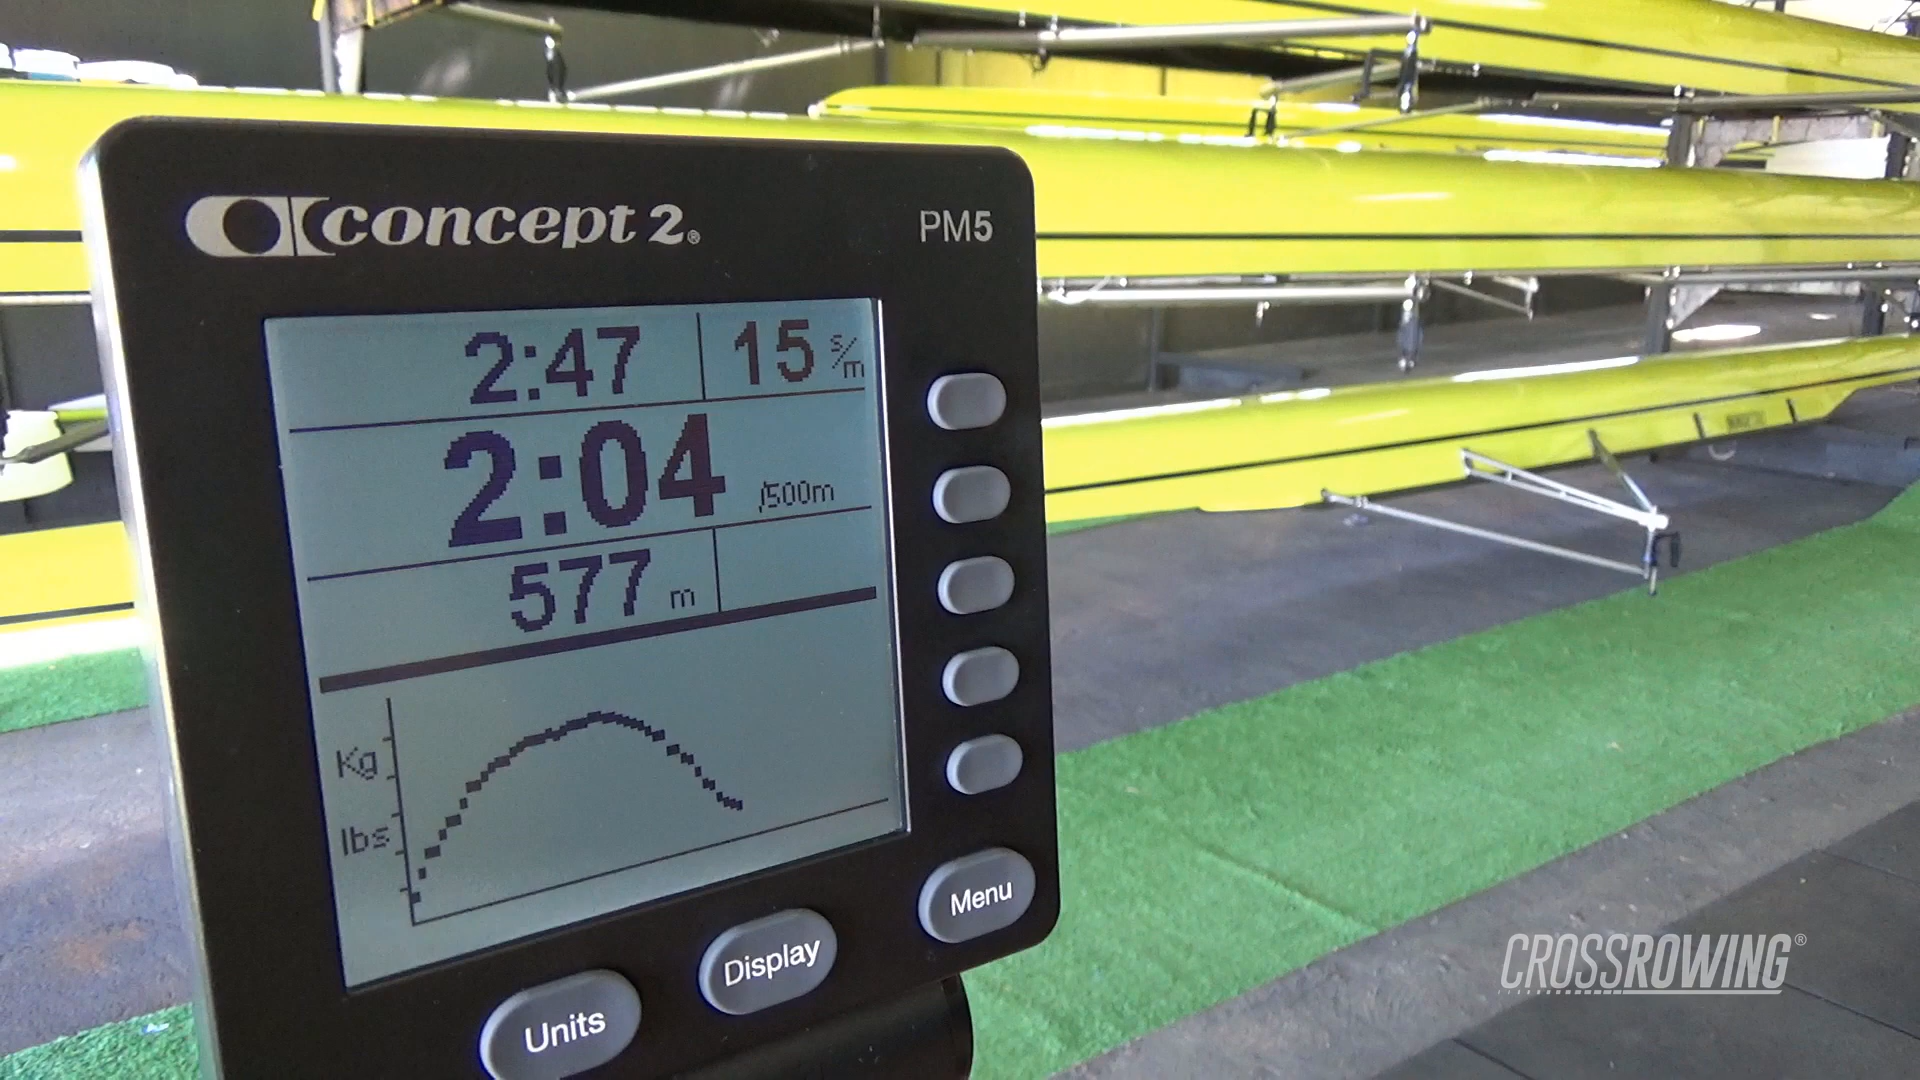 concept 2®
PM5
2:47
15 s/m
2:04 /500m
577 m
Kg
lbs
Units
Display
Menu
CROSSROWING®